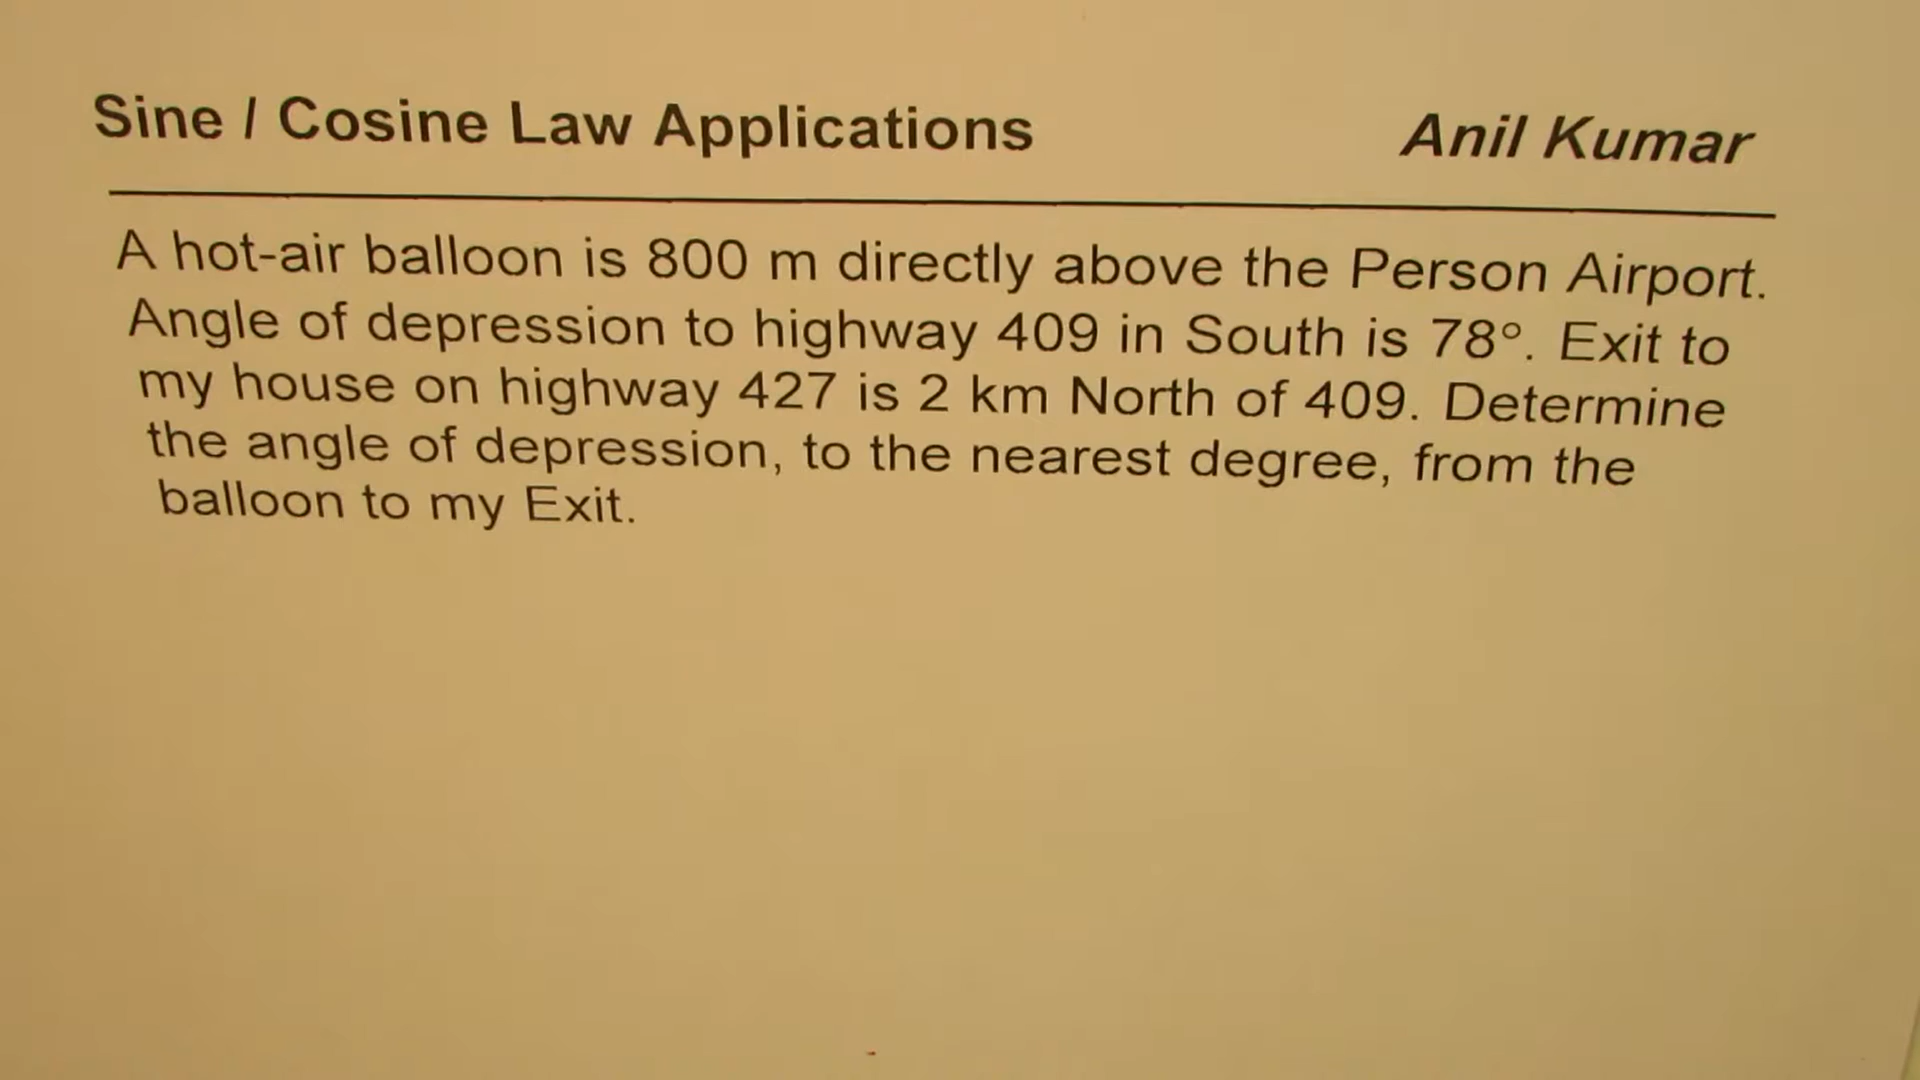 Sine / Cosine Law Applications Anil Kumar
A hot-air balloon is 800 m directly above the Person Airport.
Angle of depression to highway 409 in South is 78°. Exit to
my house on highway 427 is 2 km North of 409. Determine
the angle of depression, to the nearest degree, from the
balloon to my Exit.